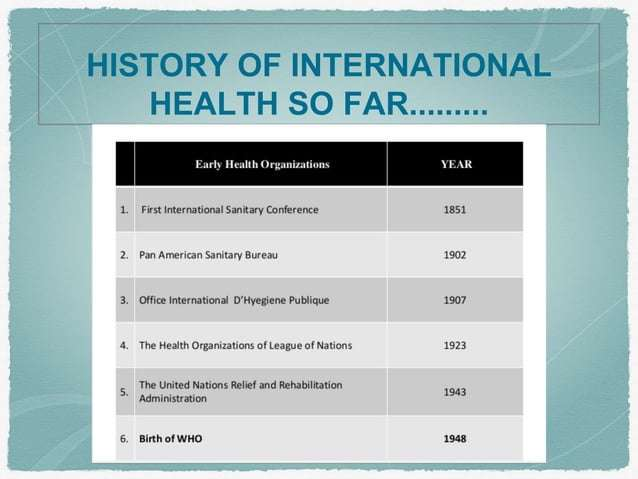 HISTORY OF INTERNATIONAL
HEALTH SO FAR.........
Early Health Organizations YEAR
1. First International Sanitary Conference 1851
2. Pan American Sanitary Bureau 1902
3. Office International D’Hyegiene Publique 1907
4. The Health Organizations of League of Nations 1923
5. The United Nations Relief and Rehabilitation
Administration 1943
6. Birth of WHO 1948